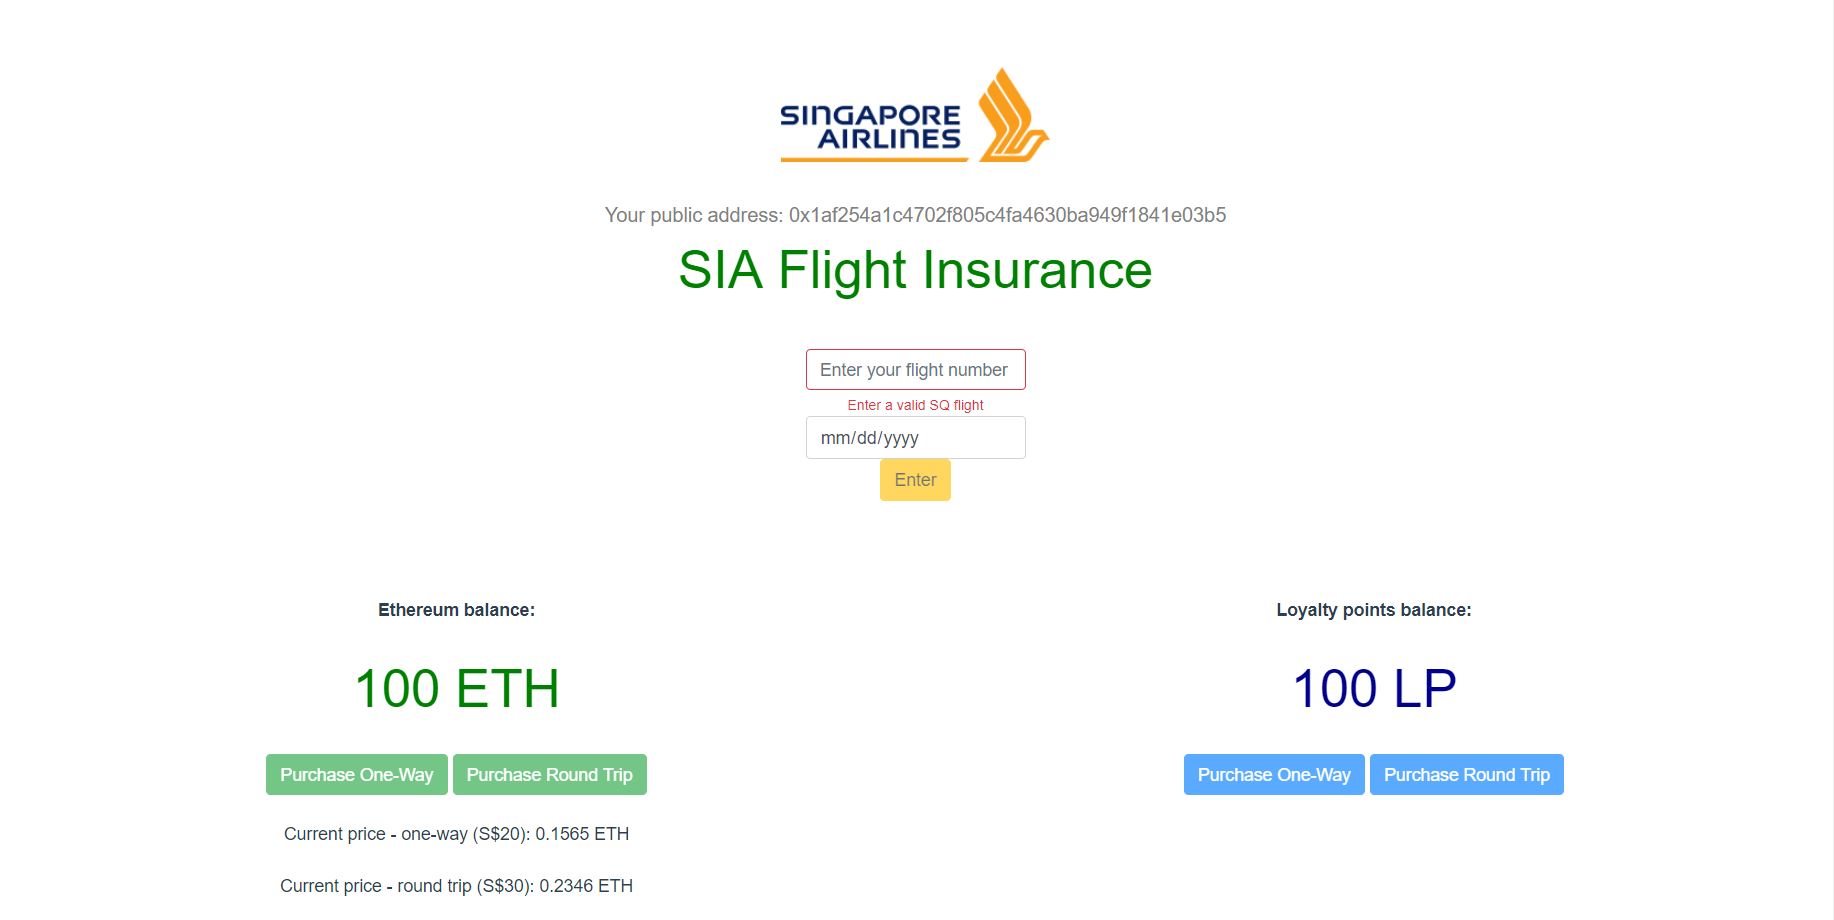 SINGAPORE
AIRLINES
Your public address: 0x1af254a1c4702f805c4fa4630ba949f1841e03b5
SIA Flight Insurance
Enter your flight number
Enter a valid SQ flight
mm/dd/yyyy
Enter
Ethereum balance:
100 ETH
Purchase One-Way Purchase Round Trip
Current price - one-way (S$20): 0.1565 ETH
Current price - round trip (S$30): 0.2346 ETH
Loyalty points balance:
100 LP
Purchase One-Way Purchase Round Trip